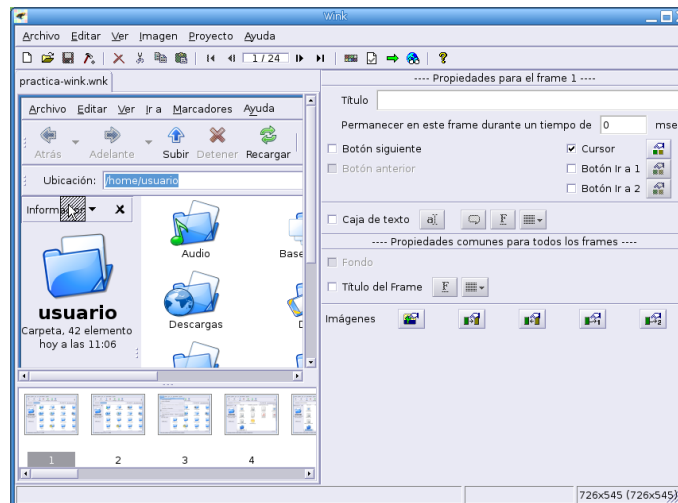 Wink
Archivo Editar Ver Imagen Proyecto Ayuda
1 / 24
practica-wink.wnk
Archivo Editar Ver Ir a Marcadores Ayuda
Atrás Adelante Subir Detener Recargar
Ubicación: /home/usuario
Audio
Base
usuario
Carpeta, 42 elemento
hoy a las 11:06
Descargas
1 2 3 4
---- Propiedades para el frame 1 ----
Título
Permanecer en este frame durante un tiempo de 0 mse
Botón siguiente
Cursor
Botón anterior
Botón Ir a 1
Botón Ir a 2
Caja de texto
---- Propiedades comunes para todos los frames ----
Fondo
Título del Frame
Imágenes
726x545 (726x545)